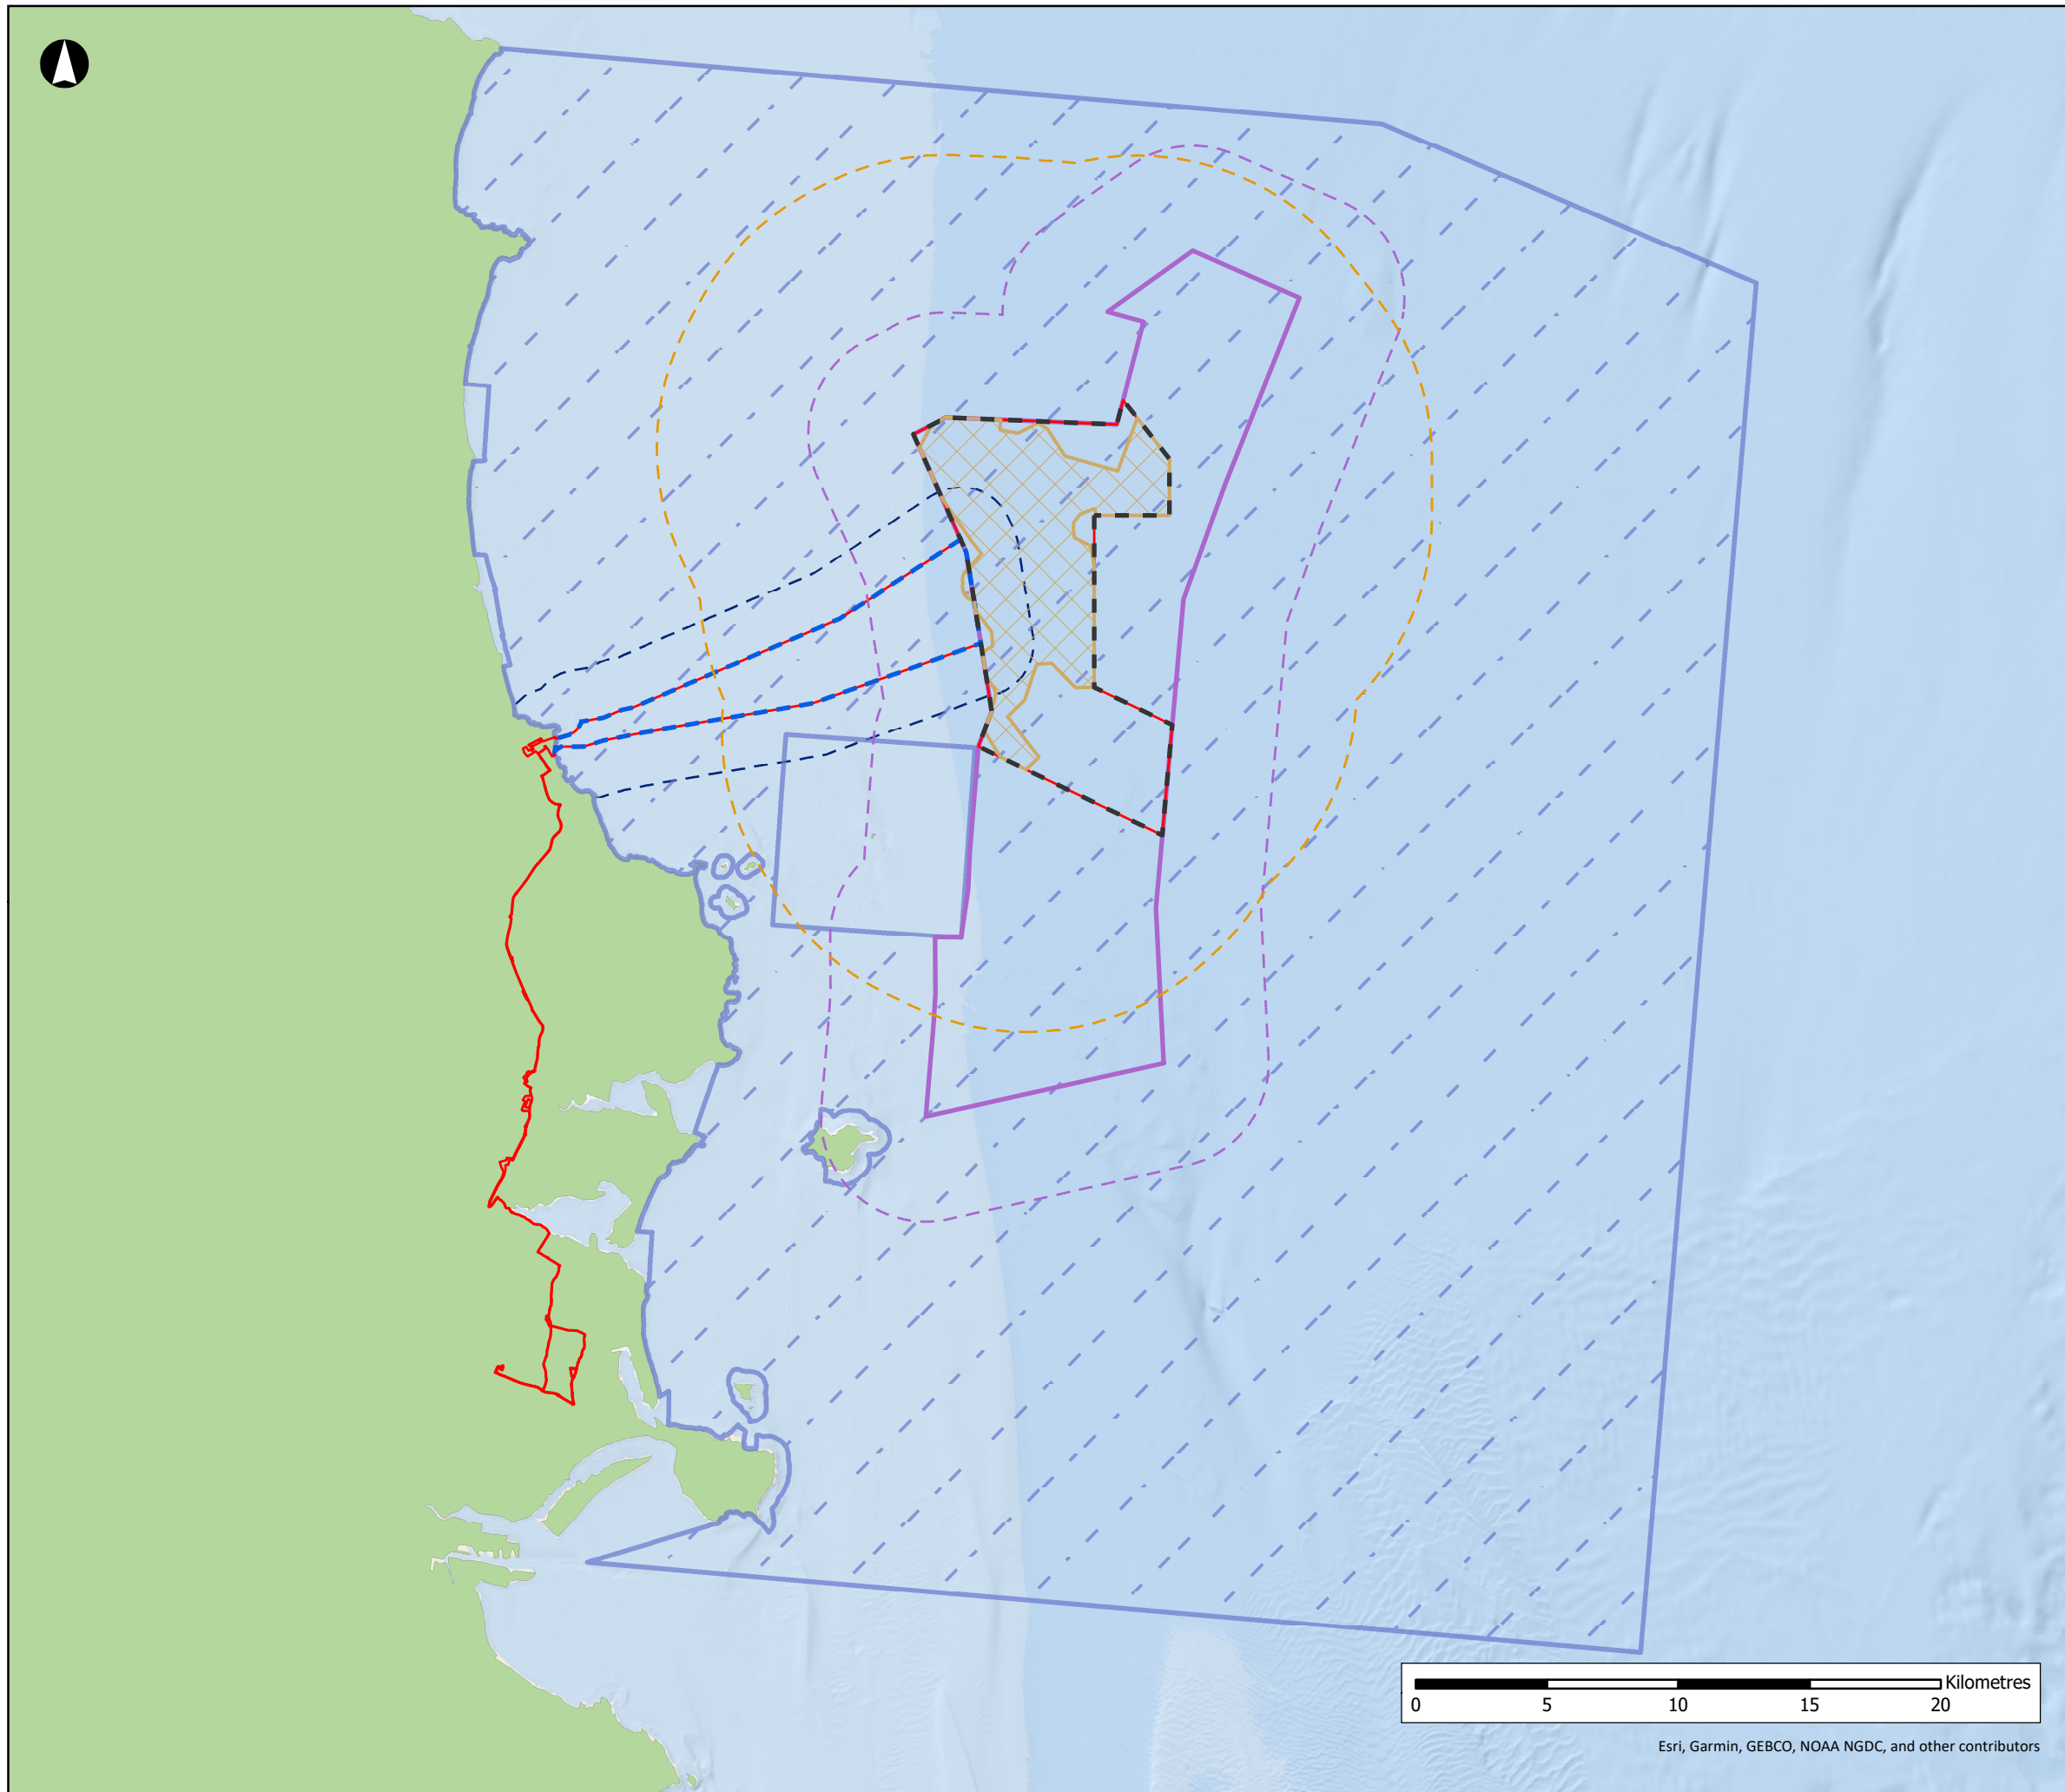 Kilometres
0 5 10 15 20
Esri, Garmin, GEBCO, NOAA NGDC, and other contributors